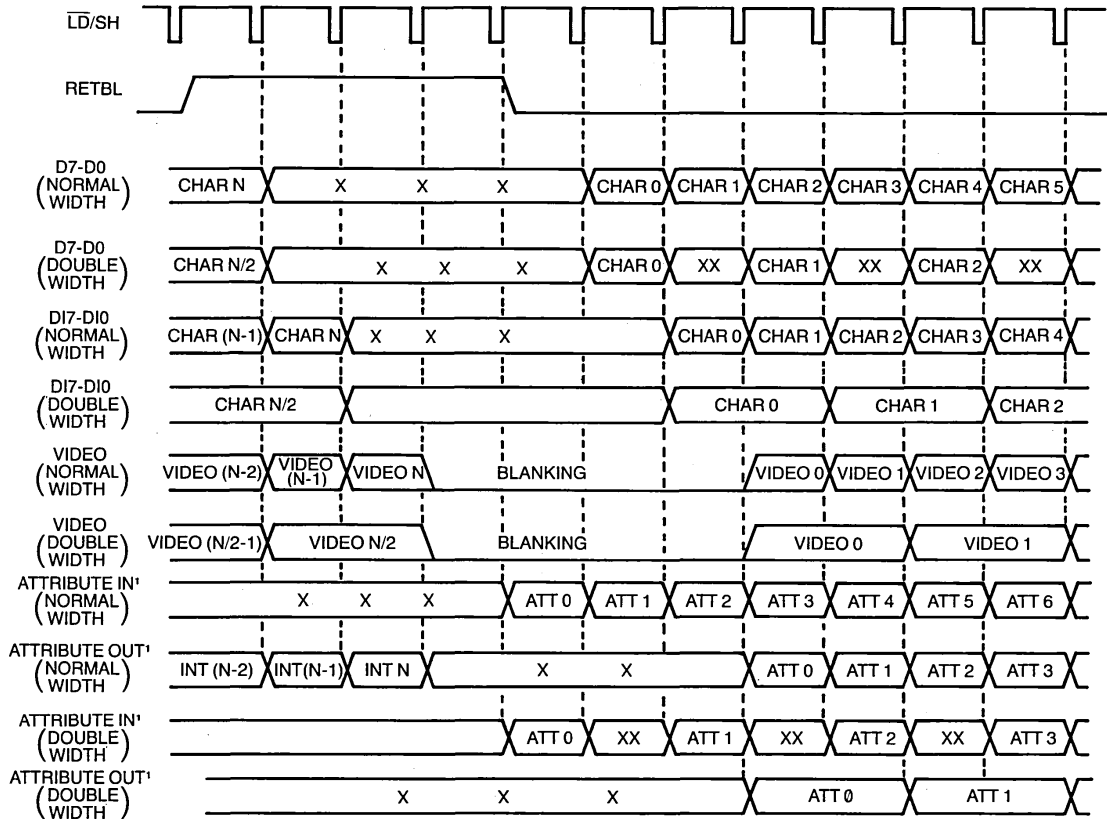 LD/SH
RETBL
D7-D0
(NORMAL
WIDTH)
CHAR N X X X CHAR 0 CHAR 1 CHAR 2 CHAR 3 CHAR 4 CHAR 5
D7-D0
(DOUBLE
WIDTH)
CHAR N/2 X X X CHAR 0 XX CHAR 1 XX CHAR 2 XX
DI7-DI0
(NORMAL
WIDTH)
CHAR (N-1) CHAR N X X X CHAR 0 CHAR 1 CHAR 2 CHAR 3 CHAR 4
DI7-DI0
(DOUBLE
WIDTH)
CHAR N/2 CHAR 0 CHAR 1 CHAR 2
VIDEO
(NORMAL
WIDTH)
VIDEO (N-2) VIDEO (N-1) VIDEO N BLANKING VIDEO 0 VIDEO 1 VIDEO 2 VIDEO 3
VIDEO
(DOUBLE
WIDTH)
VIDEO (N/2-1) VIDEO N/2 BLANKING VIDEO 0 VIDEO 1
ATTRIBUTE IN¹
(NORMAL
WIDTH)
X X X ATT 0 ATT 1 ATT 2 ATT 3 ATT 4 ATT 5 ATT 6
ATTRIBUTE OUT¹
(NORMAL
WIDTH)
INT (N-2) INT(N-1) INT N X X ATT 0 ATT 1 ATT 2 ATT 3
ATTRIBUTE IN¹
(DOUBLE
WIDTH)
ATT 0 XX ATT 1 XX ATT 2 XX ATT 3
ATTRIBUTE OUT¹
(DOUBLE
WIDTH)
X X X ATT 0 ATT 1